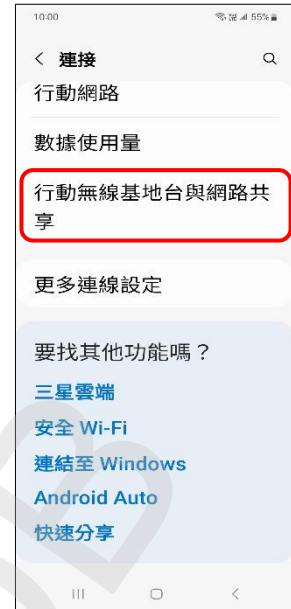 10:00 55%
連接
行動網路
數據使用量
行動無線基地台與網路共
享
更多連線設定
要找其他功能嗎？
三星雲端
安全 Wi-Fi
連結至 Windows
Android Auto
快速分享